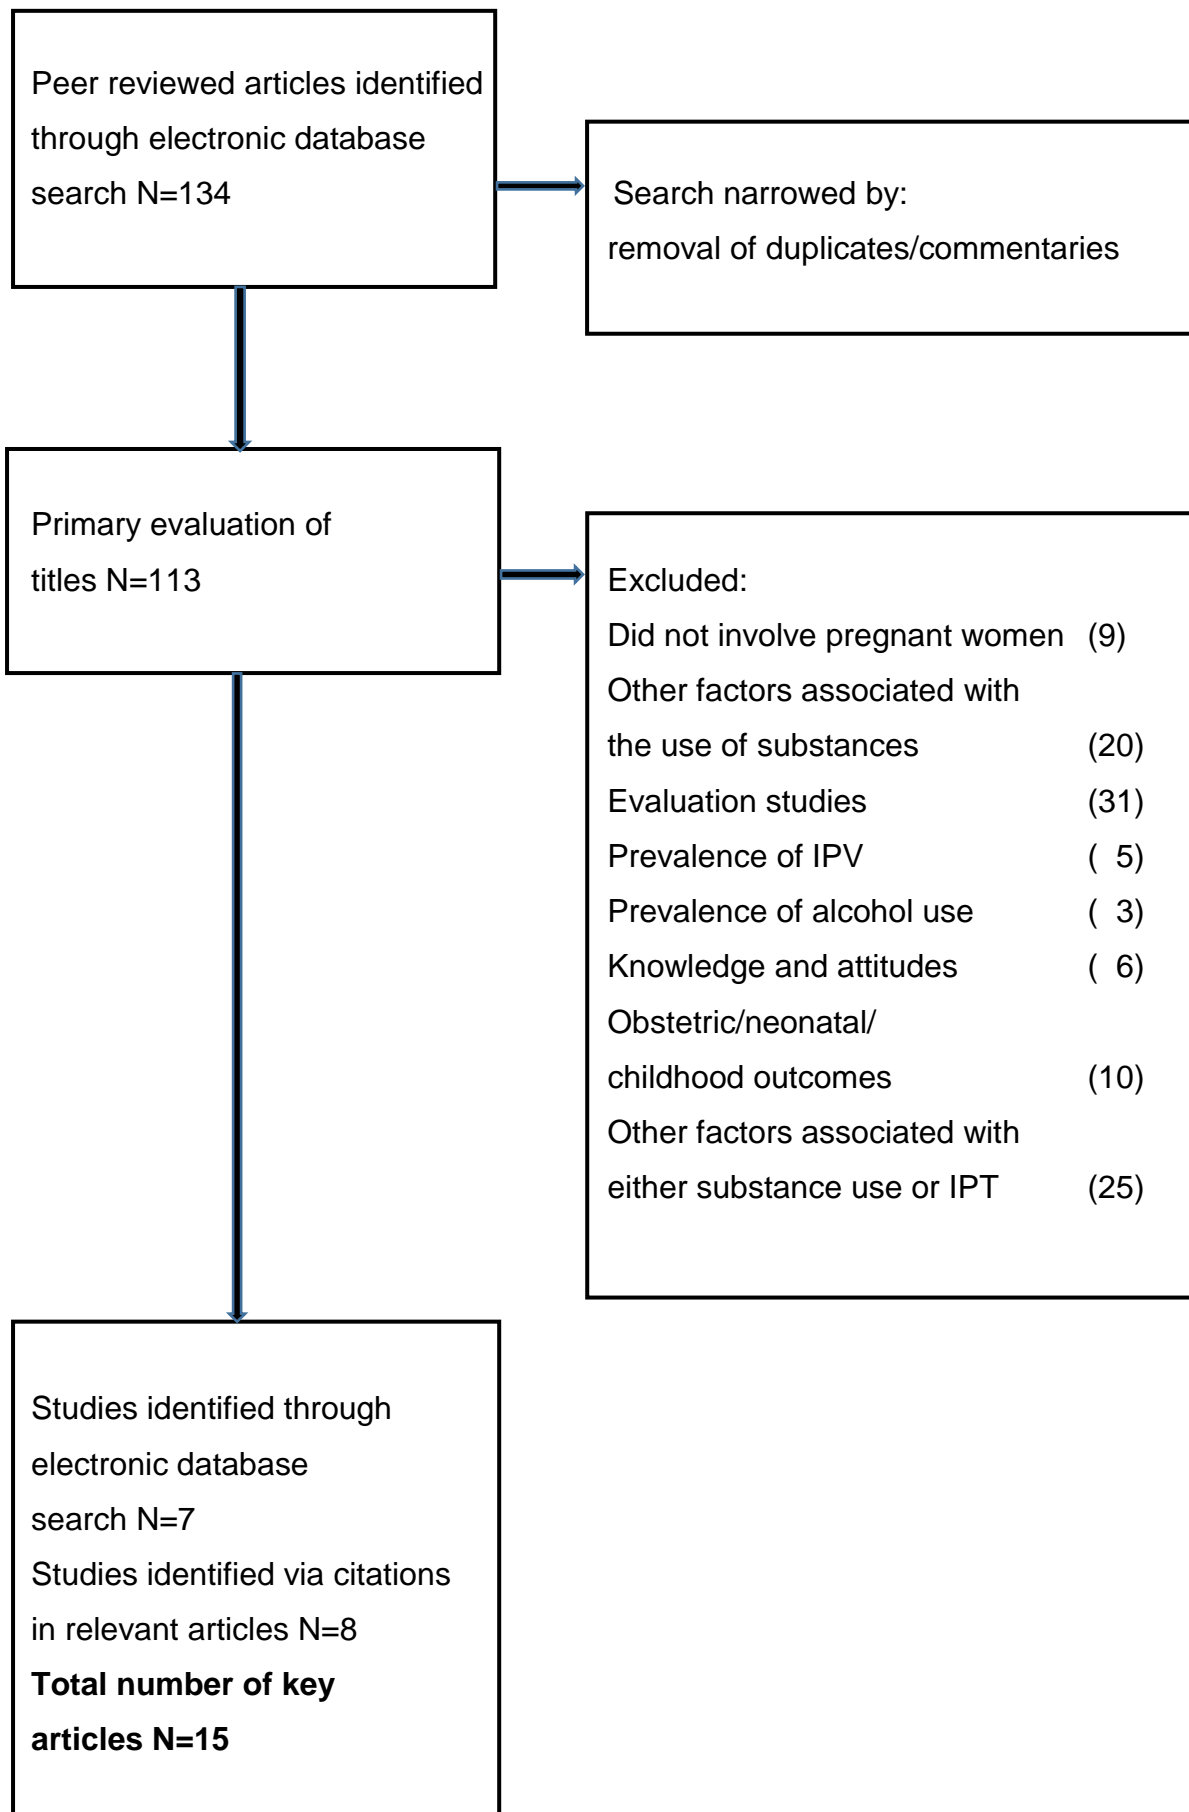 Peer reviewed articles identified
through electronic database
search N=134
Search narrowed by:
removal of duplicates/commentaries
Primary evaluation of
titles N=113
Excluded:
Did not involve pregnant women (9)
Other factors associated with
the use of substances (20)
Evaluation studies (31)
Prevalence of IPV ( 5)
Prevalence of alcohol use ( 3)
Knowledge and attitudes ( 6)
Obstetric/neonatal/
childhood outcomes (10)
Other factors associated with
either substance use or IPT (25)
Studies identified through
electronic database
search N=7
Studies identified via citations
in relevant articles N=8
Total number of key
articles N=15